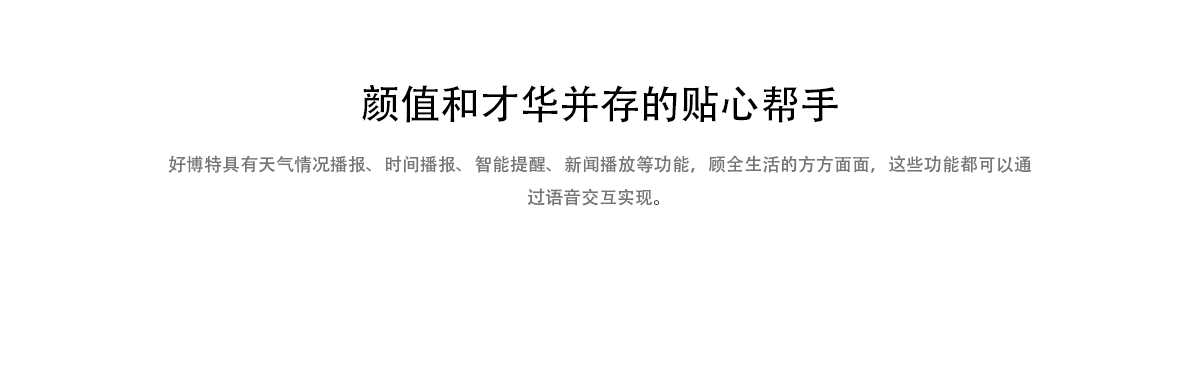 颜值和才华并存的贴心帮手
好博特具有天气情况播报、时间播报、智能提醒、新闻播放等功能，顾全生活的方方面面，这些功能都可以通
过语音交互实现。